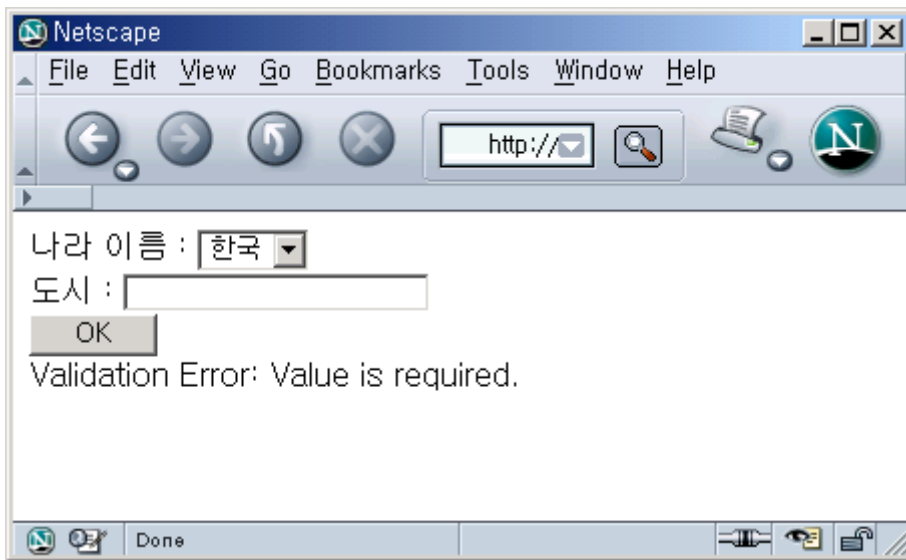 Netscape
File Edit View Go Bookmarks Tools Window Help
http://
N
나라 이름 : 한국
도시 :
OK
Validation Error: Value is required.
Done